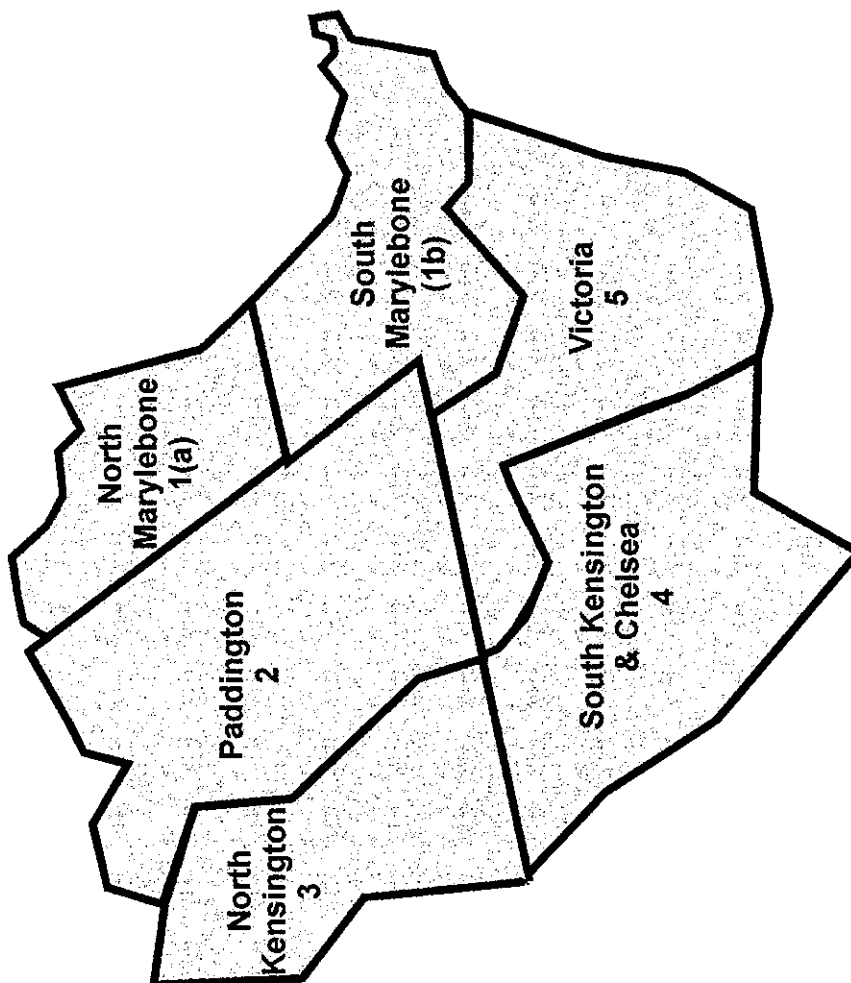 North
Marylebone
1(a)
South
Marylebone
(1b)
Paddington
2
Victoria
5
North
Kensington
3
South Kensington
& Chelsea
4